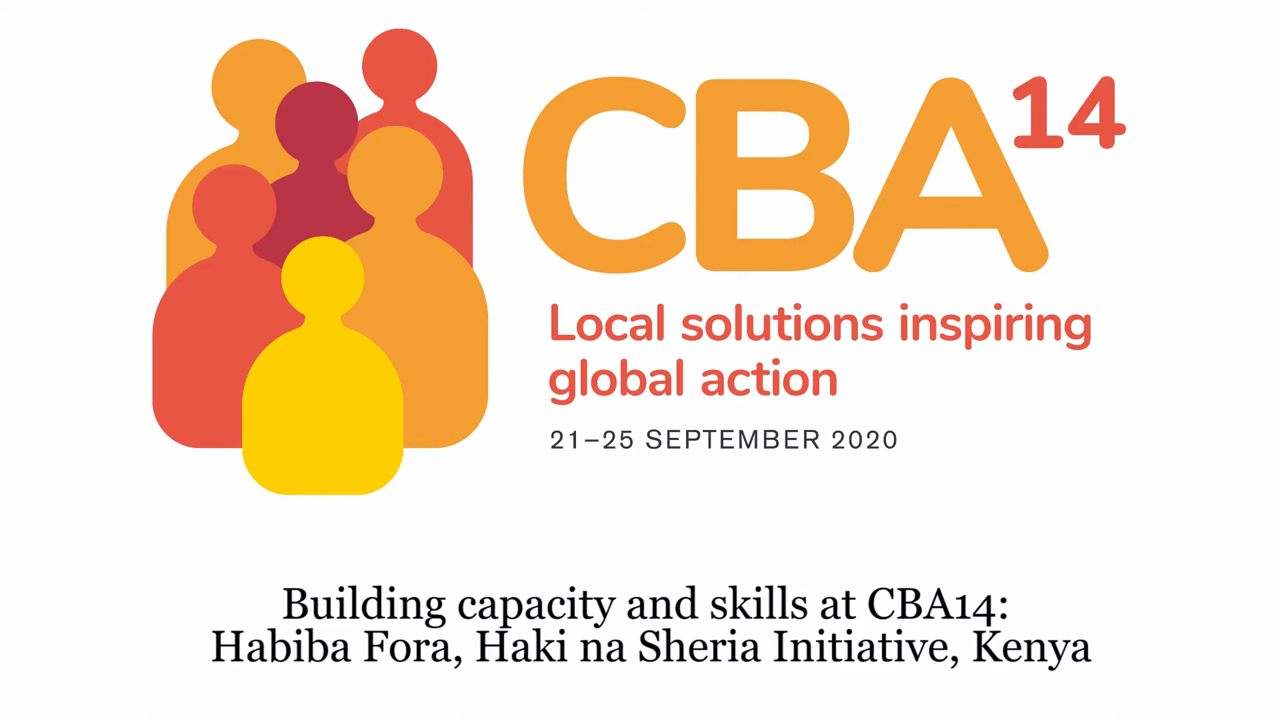 CBA14
Local solutions inspiring
global action
21–25 SEPTEMBER 2020
Building capacity and skills at CBA14:
Habiba Fora, Haki na Sheria Initiative, Kenya